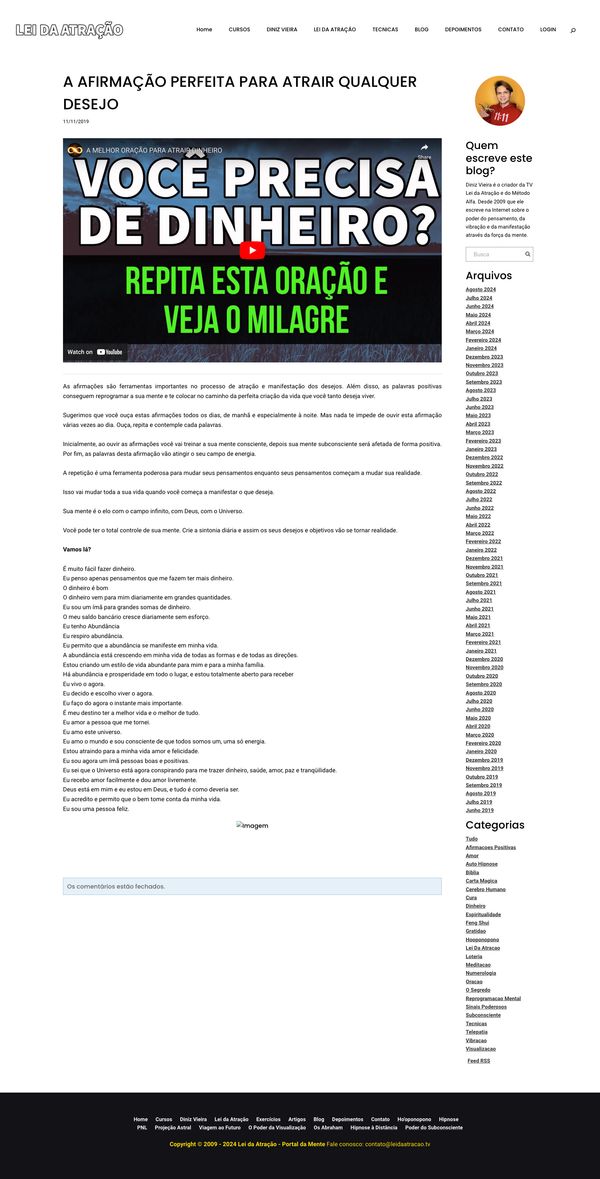 LEI DA ATRAÇÃO
Home CURSOS DINIZ VIEIRA LEI DA ATRAÇÃO TECNICAS BLOG DEPOIMENTOS CONTATO LOGIN
A AFIRMAÇÃO PERFEITA PARA ATRAIR QUALQUER
DESEJO
11/11/2019
A MELHOR ORAÇÃO PARA ATRAIR DINHEIRO
Share
VOCÊ PRECISA
DE DINHEIRO?
REPITA ESTA ORAÇÃO E
VEJA O MILAGRE
Watch on YouTube
As afirmações são ferramentas importantes no processo de atração e manifestação dos desejos. Além disso, as palavras positivas
conseguem reprogramar a sua mente e te colocar no caminho da perfeita criação da vida que você tanto deseja viver.
Sugerimos que você ouça estas afirmações todos os dias, de manhã e especialmente à noite. Mas nada te impede de ouvir esta afirmação
várias vezes ao dia. Ouça, repita e contemple cada palavras.
Inicialmente, ao ouvir as afirmações você vai treinar a sua mente consciente, depois sua mente subconsciente será afetada de forma positiva.
Por fim, as palavras desta afirmação vão atingir o seu campo de energia.
A repetição é uma ferramenta poderosa para mudar seus pensamentos enquanto seus pensamentos começam a mudar sua realidade.
Isso vai mudar toda a sua vida quando você começa a manifestar o que deseja.
Sua mente é o elo com o campo infinito, com Deus, com o Universo.
Você pode ter o total controle de sua mente. Crie a sintonia diária e assim os seus desejos e objetivos vão se tornar realidade.
Vamos lá?
É muito fácil fazer dinheiro.
Eu penso apenas pensamentos que me fazem ter mais dinheiro.
O dinheiro é bom
O dinheiro vem para mim diariamente em grandes quantidades.
Eu sou um ímã para grandes somas de dinheiro.
O meu saldo bancário cresce diariamente sem esforço.
Eu tenho Abundância
Eu respiro abundância.
Eu permito que a abundância se manifeste em minha vida.
A abundância está crescendo em minha vida de todas as formas e de todas as direções.
Estou criando um estilo de vida abundante para mim e para a minha família.
Há abundância e prosperidade em todo o lugar, e estou totalmente aberto para receber
Eu vivo o agora.
Eu decido e escolho viver o agora.
Eu faço do agora o instante mais importante.
É meu destino ter a melhor vida e o melhor de tudo.
Eu amor a pessoa que me tornei.
Eu amo este universo.
Eu amo o mundo e sou consciente de que todos somos um, uma só energia.
Estou atraindo para a minha vida amor e felicidade.
Eu sou agora um ímã pessoas boas e positivas.
Eu sei que o Universo está agora conspirando para me trazer dinheiro, saúde, amor, paz e tranqüilidade.
Eu recebo amor facilmente e dou amor livremente.
Deus está em mim e eu estou em Deus, e tudo é como deveria ser.
Eu acredito e permito que o bem tome conta da minha vida.
Eu sou uma pessoa feliz.
Imagem
Os comentários estão fechados.
11:11
Quem
escreve este
blog?
Diniz Vieira é o criador da TV
Lei da Atração e do Método
Alfa. Desde 2009 que ele
escreve na Internet sobre o
poder do pensamento, da
vibração e da manifestação
através da força da mente.
Busca
Arquivos
Agosto 2024
Julho 2024
Junho 2024
Maio 2024
Abril 2024
Março 2024
Fevereiro 2024
Janeiro 2024
Dezembro 2023
Novembro 2023
Outubro 2023
Setembro 2023
Agosto 2023
Julho 2023
Junho 2023
Maio 2023
Abril 2023
Março 2023
Fevereiro 2023
Janeiro 2023
Dezembro 2022
Novembro 2022
Outubro 2022
Setembro 2022
Agosto 2022
Julho 2022
Junho 2022
Maio 2022
Abril 2022
Março 2022
Fevereiro 2022
Janeiro 2022
Dezembro 2021
Novembro 2021
Outubro 2021
Setembro 2021
Agosto 2021
Julho 2021
Junho 2021
Maio 2021
Abril 2021
Março 2021
Fevereiro 2021
Janeiro 2021
Dezembro 2020
Novembro 2020
Outubro 2020
Setembro 2020
Agosto 2020
Julho 2020
Junho 2020
Maio 2020
Abril 2020
Março 2020
Fevereiro 2020
Janeiro 2020
Dezembro 2019
Novembro 2019
Outubro 2019
Setembro 2019
Agosto 2019
Julho 2019
Junho 2019
Categorias
Tudo
Afirmacoes Positivas
Amor
Auto Hipnose
Biblia
Carta Magica
Cerebro Humano
Cura
Dinheiro
Espiritualidade
Feng Shui
Gratidao
Hooponopono
Lei Da Atracao
Loteria
Meditacao
Numerologia
Oracao
O Segredo
Reprogramacao Mental
Sinais Poderosos
Subconsciente
Tecnicas
Telepatia
Vibracao
Visualizacao
Feed RSS
Home Cursos Diniz Vieira Lei da Atração Exercícios Artigos Blog Depoimentos Contato Ho'oponopono Hipnose
PNL Projeção Astral Viagem ao Futuro O Poder da Visualização Os Abraham Hipnose à Distância Poder do Subconsciente
Copyright © 2009 - 2024 Lei da Atração - Portal da Mente Fale conosco: contato@leidaatracao.tv